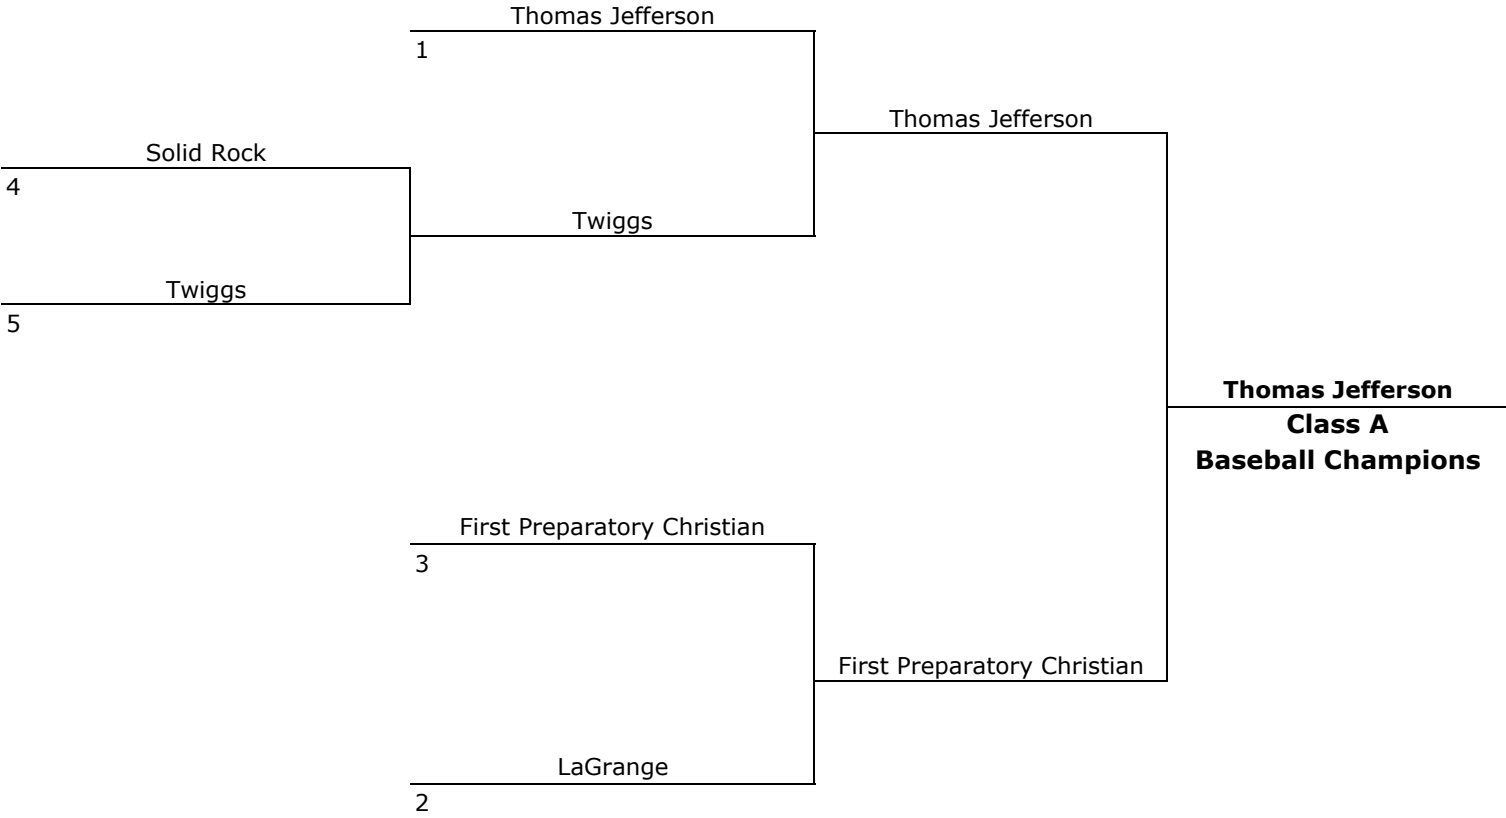 Thomas Jefferson
1
Thomas Jefferson
Solid Rock
4
Twiggs
Twiggs
5
Thomas Jefferson
Class A
Baseball Champions
First Preparatory Christian
3
First Preparatory Christian
LaGrange
2